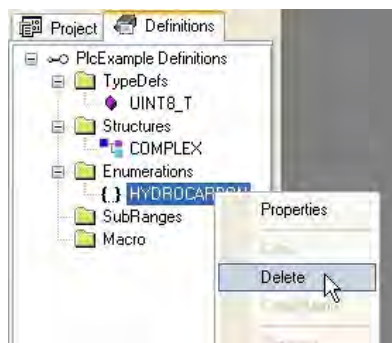 Project Definitions
PlcExample Definitions
TypeDefs
UINT8_T
Structures
COMPLEX
Enumerations
HYDROCARBON
SubRanges
Macro
Properties
Delete